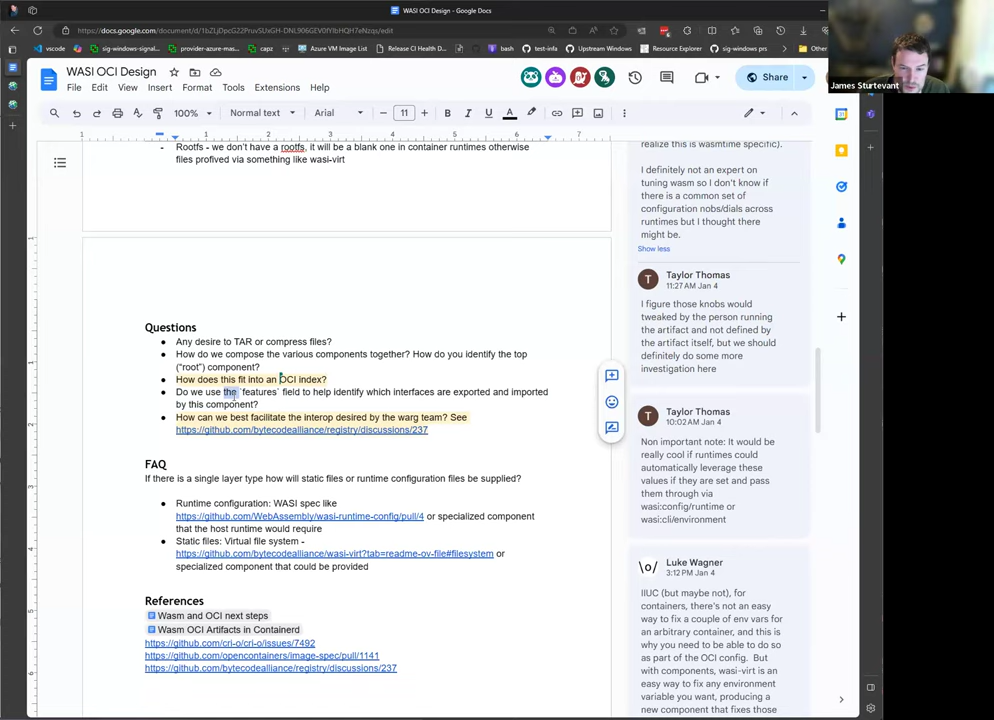 WASI OCI Design - Google Docs
https://docs.google.com/document/d/1bZLjDpcG22PruvSUxGH-DNL906GEV0IYIbHQH7eNzqs/edit
vscode
sig-windows-signal...
provider-azure-mas...
capz
Azure VM Image List
Release CI Health D...
bash
test-infa
Upstream Windows
Resource Explorer
sig-windows prs
Other
James Sturtevant
WASI OCI Design
File Edit View Insert Format Tools Extensions Help
Share
100% Normal text Arial 11 B I U A
1 1 2 3 4 5 6 7
- Rootfs - we don't have a rootfs, it will be a blank one in container runtimes otherwise
files profived via something like wasi-virt
Questions
● Any desire to TAR or compress files?
● How do we compose the various components together? How do you identify the top
("root") component?
● How does this fit into an OCI index?
● Do we use the `features` field to help identify which interfaces are exported and imported
by this component?
● How can we best facilitate the interop desired by the warg team? See
https://github.com/bytecodealliance/registry/discussions/237
FAQ
If there is a single layer type how will static files or runtime configuration files be supplied?
● Runtime configuration: WASI spec like
https://github.com/WebAssembly/wasi-runtime-config/pull/4 or specialized component
that the host runtime would require
● Static files: Virtual file system -
https://github.com/bytecodealliance/wasi-virt?tab=readme-ov-file#filesystem or
specialized component that could be provided
References
Wasm and OCI next steps
Wasm OCI Artifacts in Containerd
https://github.com/cri-o/cri-o/issues/7492
https://github.com/opencontainers/image-spec/pull/1141
https://github.com/bytecodealliance/registry/discussions/237
realize this is wasmtime specific).
I definitely not an expert on
tuning wasm so I don't know if
there is a common set of
configuration nobs/dials across
runtimes but I thought there
might be.
Show less
T Taylor Thomas
11:27 AM Jan 4
I figure those knobs would
tweaked by the person running
the artifact and not defined by
the artifact itself, but we should
definitely do some more
investigation here
T Taylor Thomas
10:02 AM Jan 4
Non important note: It would be
really cool if runtimes could
automatically leverage these
values if they are set and pass
them through via
wasi:config/runtime or
wasi:cli/environment
\o/ Luke Wagner
3:12 PM Jan 4
IIUC (but maybe not), for
containers, there's not an easy
way to fix a couple of env vars for
an arbitrary container, and this is
why you need to be able to do so
as part of the OCI config. But
with components, wasi-virt is an
easy way to fix any environment
variable you want, producing a
new component that fixes those